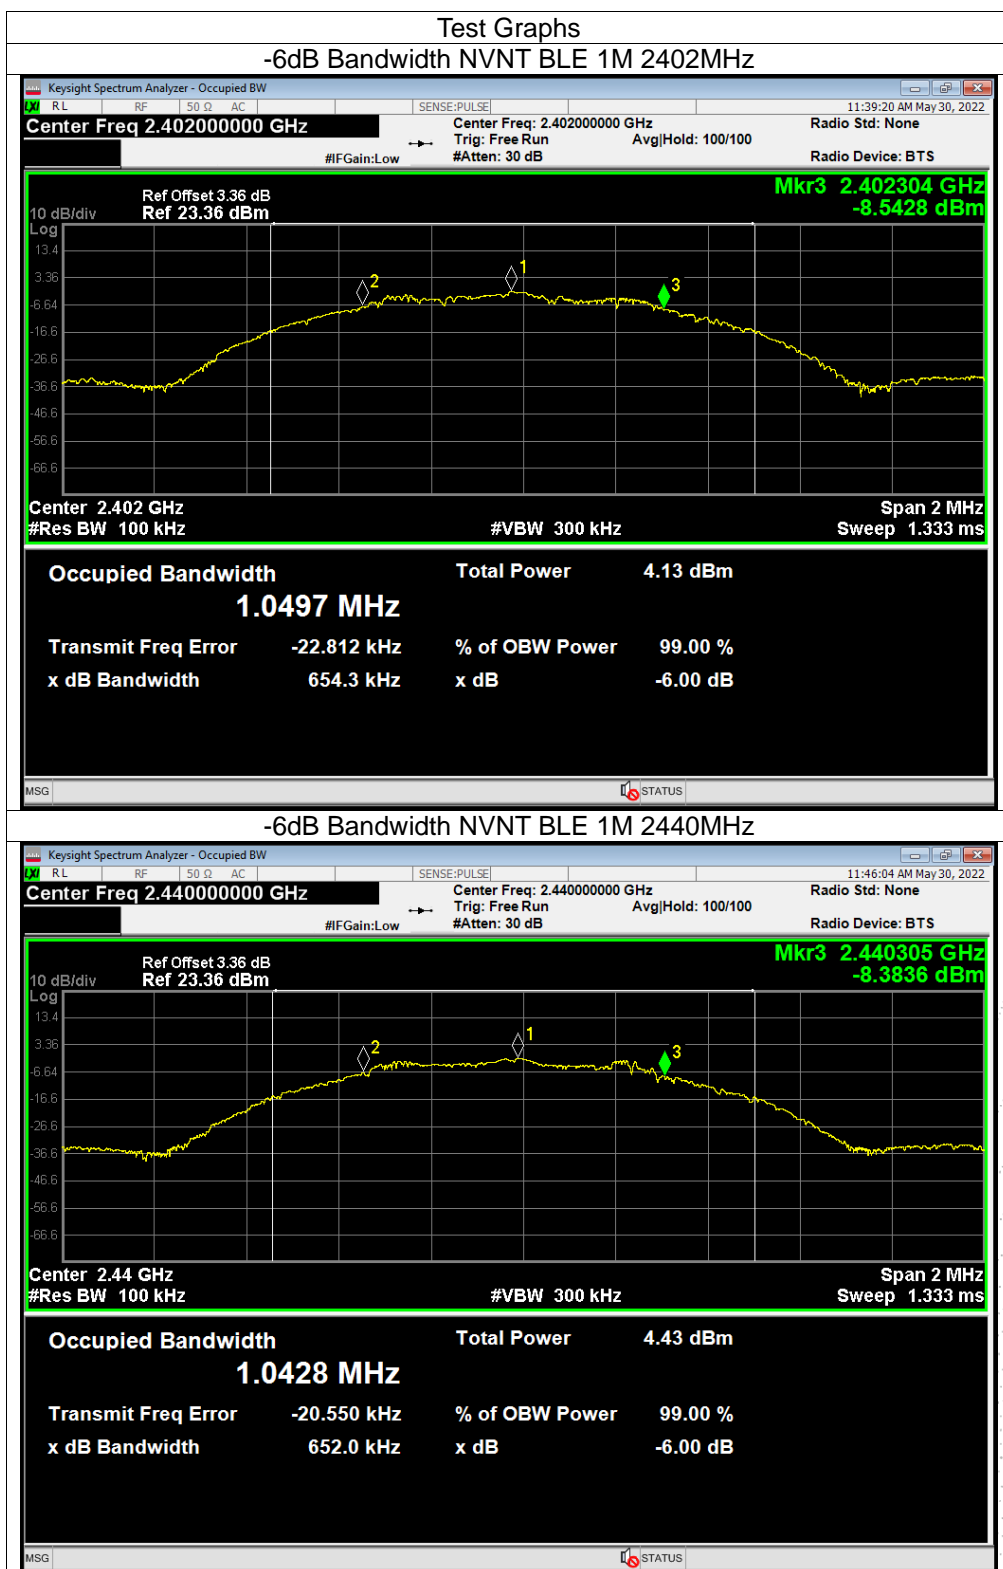 Test Graphs
-6dB Bandwidth NVNT BLE 1M 2402MHz
Keysight Spectrum Analyzer - Occupied BW
LXI RL RF 50 Ω AC SENSE:PULSE 11:39:20 AM May 30, 2022
Center Freq 2.402000000 GHz Center Freq: 2.402000000 GHz Radio Std: None
Trig: Free Run Avg|Hold: 100/100
#IFGain:Low #Atten: 30 dB Radio Device: BTS
Mkr3 2.402304 GHz
Ref Offset 3.36 dB
10 dB/div Ref 23.36 dBm -8.5428 dBm
Log
13.4
3.36
-6.64
-16.6
-26.6
-36.6
-46.6
-56.6
-66.6
2
1
3
Center 2.402 GHz Span 2 MHz
#Res BW 100 kHz #VBW 300 kHz Sweep 1.333 ms
Occupied Bandwidth Total Power 4.13 dBm
1.0497 MHz
Transmit Freq Error -22.812 kHz % of OBW Power 99.00 %
x dB Bandwidth 654.3 kHz x dB -6.00 dB
MSG STATUS
-6dB Bandwidth NVNT BLE 1M 2440MHz
Keysight Spectrum Analyzer - Occupied BW
LXI RL RF 50 Ω AC SENSE:PULSE 11:46:04 AM May 30, 2022
Center Freq 2.440000000 GHz Center Freq: 2.440000000 GHz Radio Std: None
Trig: Free Run Avg|Hold: 100/100
#IFGain:Low #Atten: 30 dB Radio Device: BTS
Mkr3 2.440305 GHz
Ref Offset 3.36 dB
10 dB/div Ref 23.36 dBm -8.3836 dBm
Log
13.4
3.36
-6.64
-16.6
-26.6
-36.6
-46.6
-56.6
-66.6
2
1
3
Center 2.44 GHz Span 2 MHz
#Res BW 100 kHz #VBW 300 kHz Sweep 1.333 ms
Occupied Bandwidth Total Power 4.43 dBm
1.0428 MHz
Transmit Freq Error -20.550 kHz % of OBW Power 99.00 %
x dB Bandwidth 652.0 kHz x dB -6.00 dB
MSG STATUS